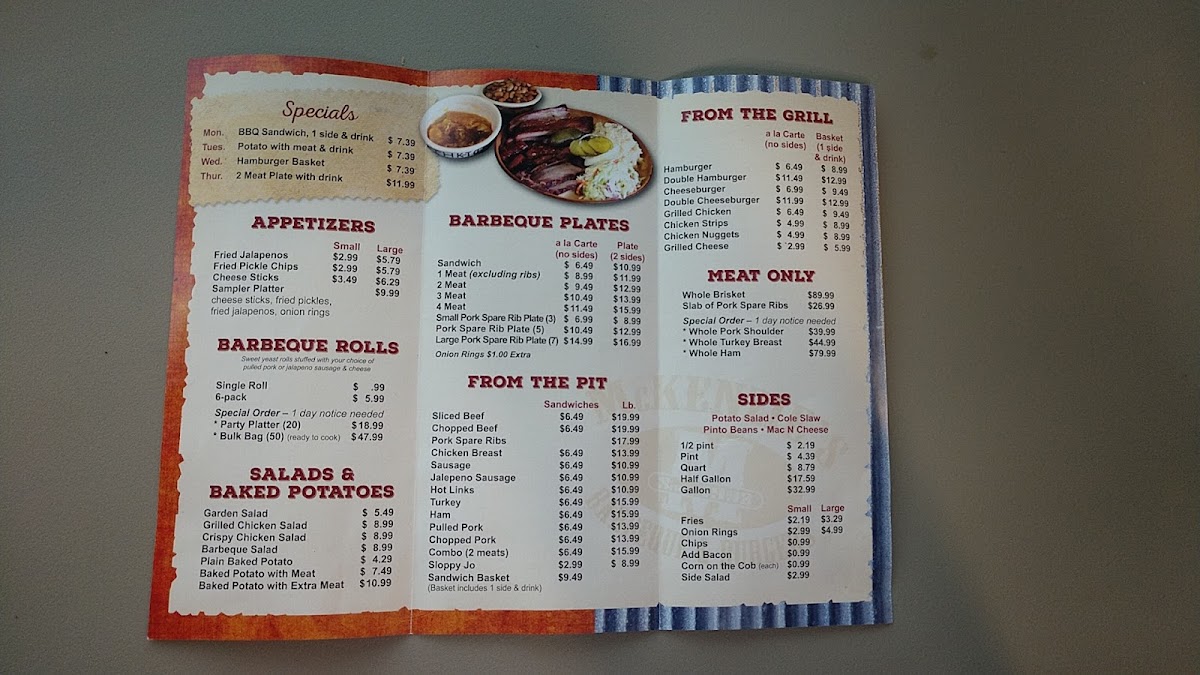 Specials
Mon. BBQ Sandwich, 1 side & drink $ 7.39
Tues. Potato with meat & drink $ 7.39
Wed. Hamburger Basket $ 7.39
Thur. 2 Meat Plate with drink $11.99
APPETIZERS
Small Large
Fried Jalapenos $2.99 $5.79
Fried Pickle Chips $2.99 $5.79
Cheese Sticks $3.49 $6.29
Sampler Platter $9.99
cheese sticks, fried pickles,
fried jalapenos, onion rings
BARBEQUE ROLLS
Sweet yeast rolls stuffed with your choice of
pulled pork or jalapeno sausage & cheese
Single Roll $ .99
6-pack $ 5.99
Special Order – 1 day notice needed
* Party Platter (20) $18.99
* Bulk Bag (50) (ready to cook) $47.99
SALADS &
BAKED POTATOES
Garden Salad $ 5.49
Grilled Chicken Salad $ 8.99
Crispy Chicken Salad $ 8.99
Barbeque Salad $ 8.99
Plain Baked Potato $ 4.29
Baked Potato with Meat $ 7.49
Baked Potato with Extra Meat $10.99
BARBEQUE PLATES
a la Carte Plate
(no sides) (2 sides)
Sandwich $ 6.49 $10.99
1 Meat (excluding ribs) $ 8.99 $11.99
2 Meat $ 9.49 $12.99
3 Meat $10.49 $13.99
4 Meat $11.49 $15.99
Small Pork Spare Rib Plate (3) $ 6.99 $ 8.99
Pork Spare Rib Plate (5) $10.49 $12.99
Large Pork Spare Rib Plate (7) $14.99 $16.99
Onion Rings $1.00 Extra
FROM THE PIT
Sandwiches Lb.
Sliced Beef $6.49 $19.99
Chopped Beef $6.49 $19.99
Pork Spare Ribs $17.99
Chicken Breast $6.49 $13.99
Sausage $6.49 $10.99
Jalepeno Sausage $6.49 $10.99
Hot Links $6.49 $10.99
Turkey $6.49 $15.99
Ham $6.49 $15.99
Pulled Pork $6.49 $13.99
Chopped Pork $6.49 $13.99
Combo (2 meats) $6.49 $15.99
Sloppy Jo $2.99 $ 8.99
Sandwich Basket $9.49
(Basket includes 1 side & drink)
FROM THE GRILL
a la Carte Basket
(no sides) (1 side
& drink)
Hamburger $ 6.49 $ 8.99
Double Hamburger $11.49 $12.99
Cheeseburger $ 6.99 $ 9.49
Double Cheeseburger $11.99 $12.99
Grilled Chicken $ 6.49 $ 9.49
Chicken Strips $ 4.99 $ 8.99
Chicken Nuggets $ 4.99 $ 8.99
Grilled Cheese $ 2.99 $ 5.99
MEAT ONLY
Whole Brisket $89.99
Slab of Pork Spare Ribs $26.99
Special Order – 1 day notice needed
* Whole Pork Shoulder $39.99
* Whole Turkey Breast $44.99
* Whole Ham $79.99
SIDES
Potato Salad • Cole Slaw
Pinto Beans • Mac N Cheese
1/2 pint $ 2.19
Pint $ 4.39
Quart $ 8.79
Half Gallon $17.59
Gallon $32.99
Small Large
Fries $2.19 $3.29
Onion Rings $2.99 $4.99
Chips $0.99
Add Bacon $0.99
Corn on the Cob (each) $0.99
Side Salad $2.99